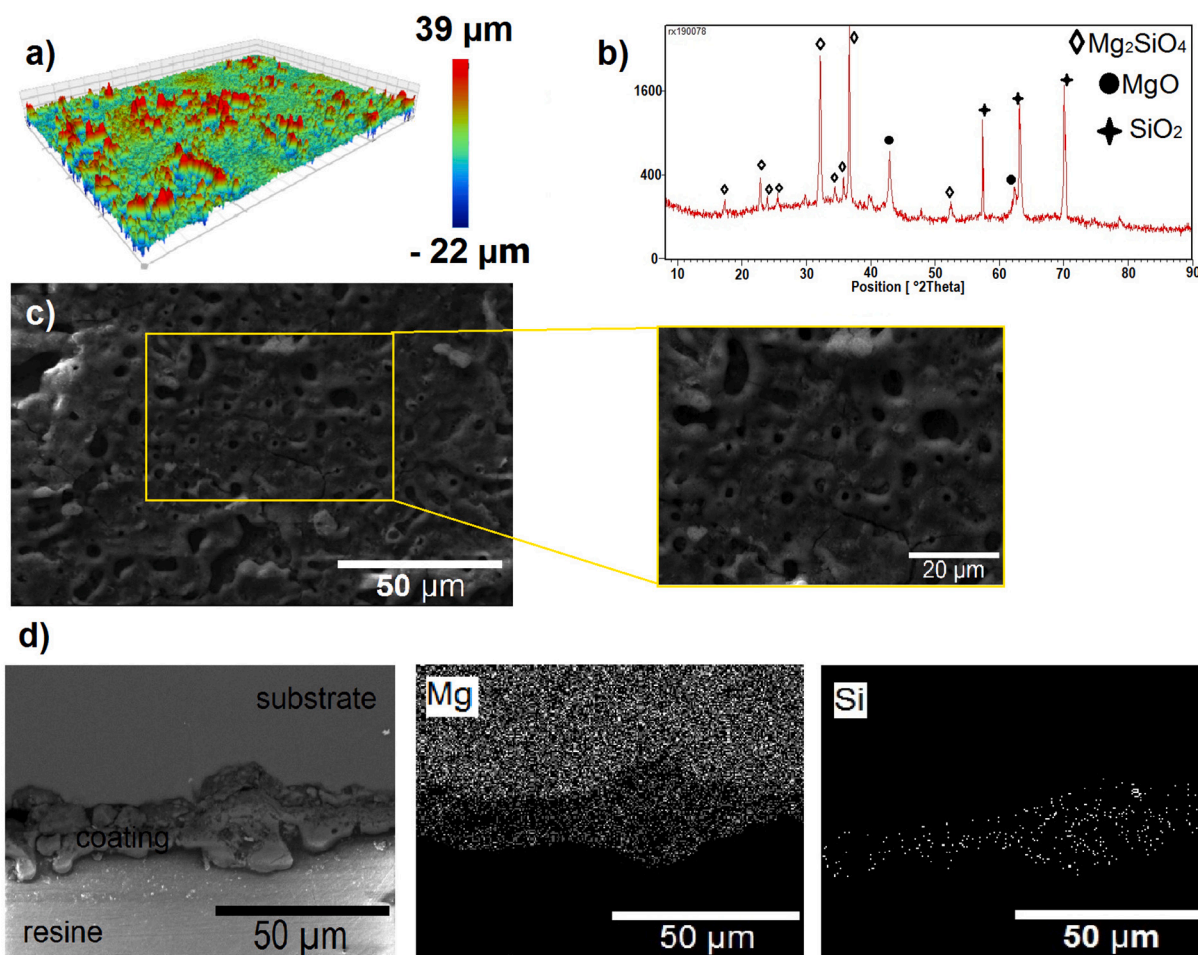 a)
39 μm
- 22 μm
b)
rx190078
Mg₂SiO₄
MgO
SiO₂
1600
400
0
10 20 30 40 50 60 70 80 90
Position [ °2Theta]
c)
50 μm
20 μm
d)
substrate
coating
resine
50 μm
Mg
50 μm
Si
50 μm